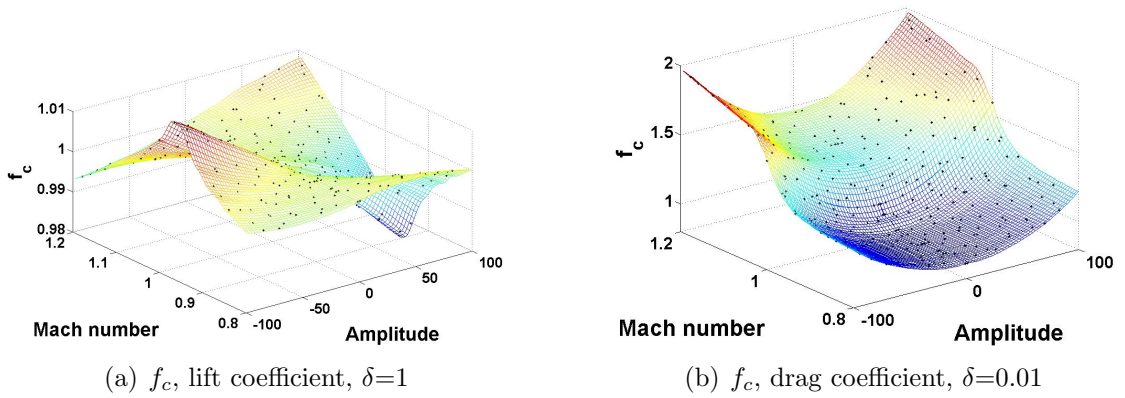 1.01
1
0.99
0.98
f_c
1.2
1.1
1
0.9
0.8
-100
-50
0
50
100
Mach number
Amplitude
(a) f_c, lift coefficient, δ=1
2
1.5
1
f_c
1.2
1
0.8
-100
0
100
Mach number
Amplitude
(b) f_c, drag coefficient, δ=0.01